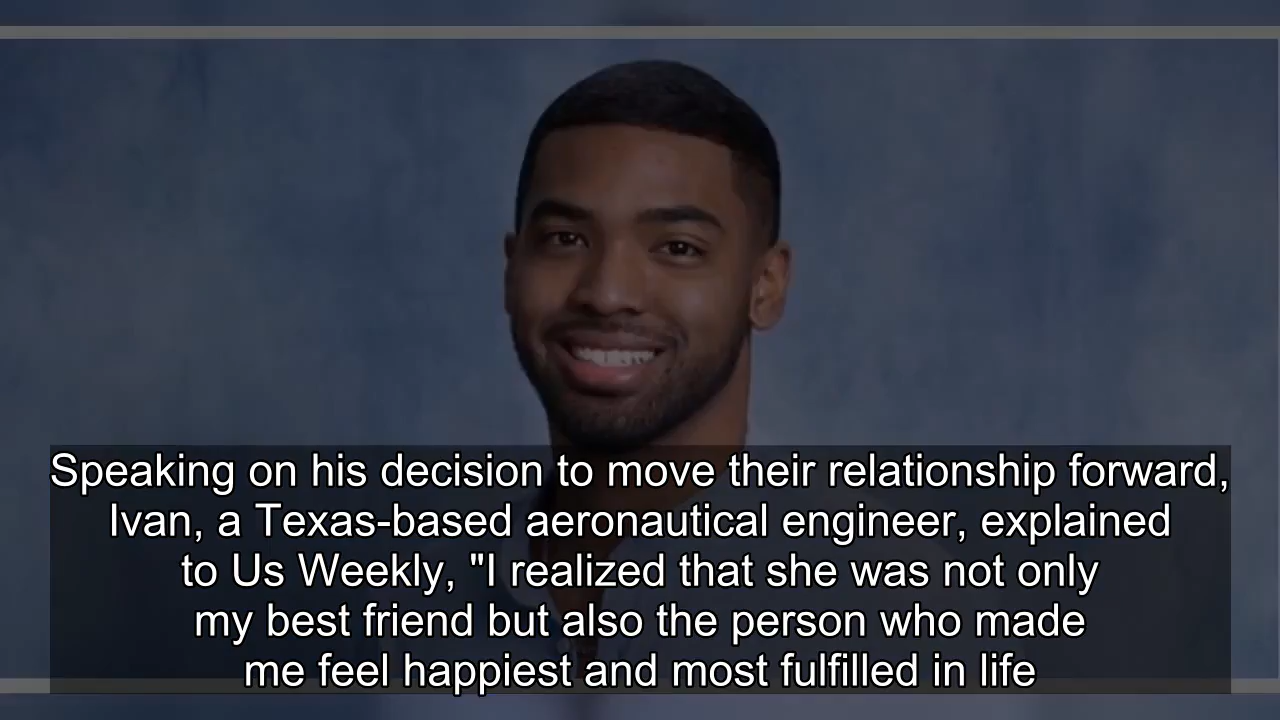 Speaking on his decision to move their relationship forward,
Ivan, a Texas-based aeronautical engineer, explained
to Us Weekly, "I realized that she was not only
my best friend but also the person who made
me feel happiest and most fulfilled in life